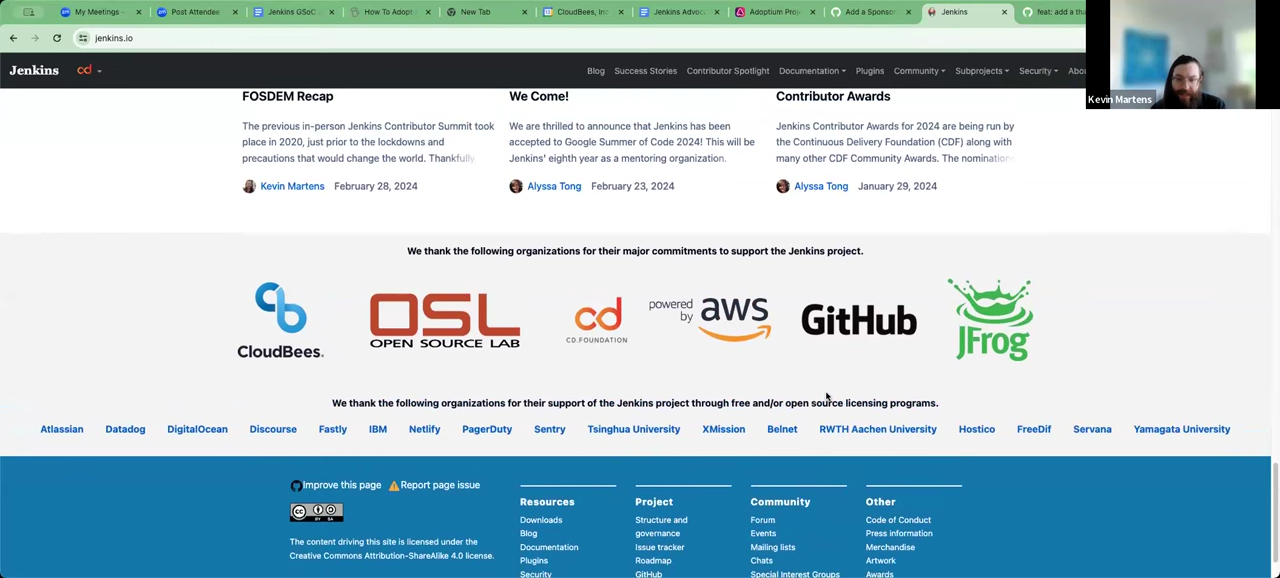 My Meetings -
Post Attendee
Jenkins GSoC
How To Adopt
New Tab
CloudBees, Inc
Jenkins Advoc
Adoptium Proj
Add a Sponsor
Jenkins
feat: add a tha
jenkins.io
Jenkins
cd
Blog
Success Stories
Contributor Spotlight
Documentation
Plugins
Community
Subprojects
Security
Abou
Kevin Martens
FOSDEM Recap
The previous in-person Jenkins Contributor Summit took
place in 2020, just prior to the lockdowns and
precautions that would change the world. Thankfully,
Kevin Martens February 28, 2024
We Come!
We are thrilled to announce that Jenkins has been
accepted to Google Summer of Code 2024! This will be
Jenkins' eighth year as a mentoring organization.
Alyssa Tong February 23, 2024
Contributor Awards
Jenkins Contributor Awards for 2024 are being run by
the Continuous Delivery Foundation (CDF) along with
many other CDF Community Awards. The nominations
Alyssa Tong January 29, 2024
We thank the following organizations for their major commitments to support the Jenkins project.
CloudBees.
OSL
OPEN SOURCE LAB
cd
CD.FOUNDATION
powered
by
aws
GitHub
JFrog
We thank the following organizations for their support of the Jenkins project through free and/or open source licensing programs.
Atlassian Datadog DigitalOcean Discourse Fastly IBM Netlify PagerDuty Sentry Tsinghua University XMission Belnet RWTH Aachen University Hostico FreeDif Servana Yamagata University
Improve this page Report page issue
cc
BY SA
The content driving this site is licensed under the
Creative Commons Attribution-ShareAlike 4.0 license.
Resources
Downloads
Blog
Documentation
Plugins
Security
Project
Structure and
governance
Issue tracker
Roadmap
GitHub
Community
Forum
Events
Mailing lists
Chats
Special Interest Groups
Other
Code of Conduct
Press information
Merchandise
Artwork
Awards